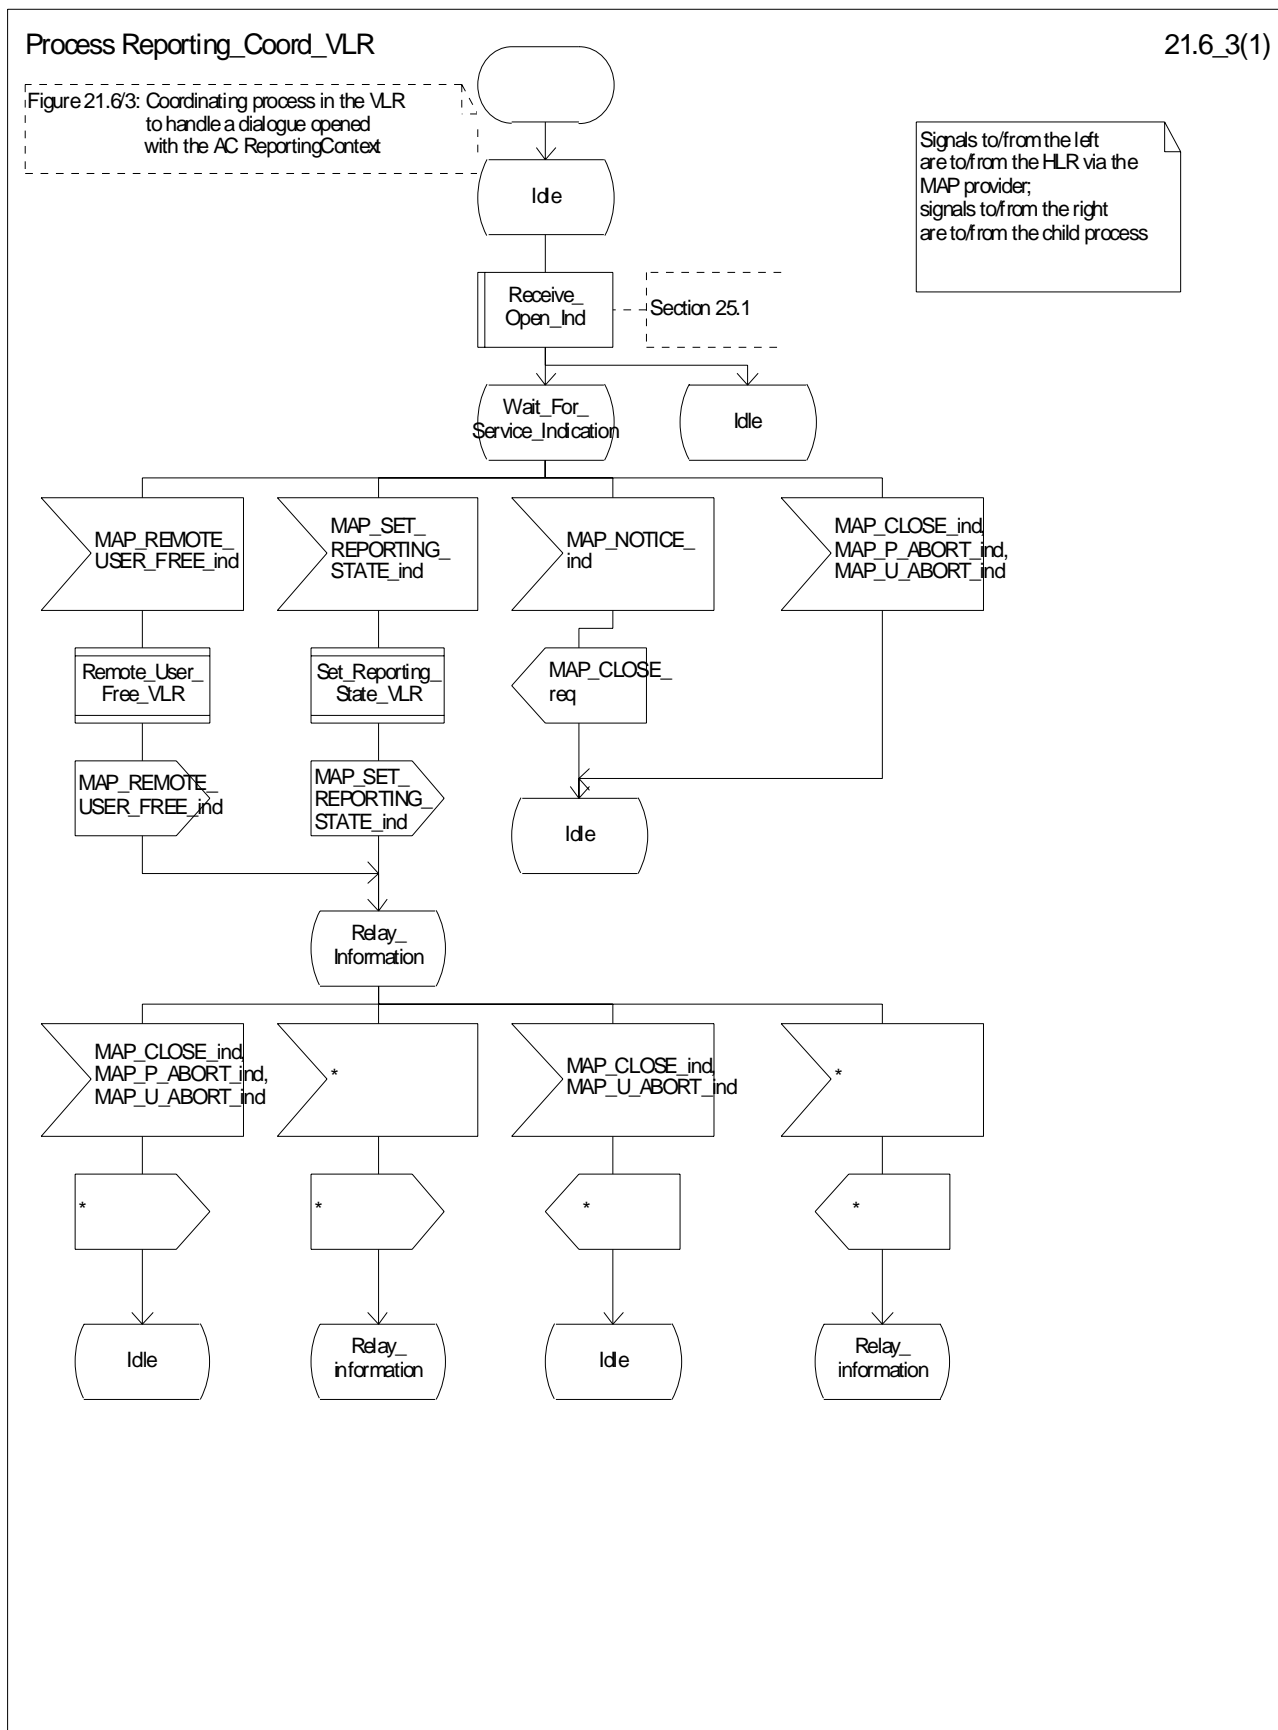 Process Reporting_Coord_VLR
21.6_3(1)
Figure 21.6/3: Coordinating process in the VLR
to handle a dialogue opened
with the AC ReportingContext
Signals to/from the left
are to/from the HLR via the
MAP provider;
signals to/from the right
are to/from the child process
Idle
Receive_
Open_Ind
Section 25.1
Wait_For_
Service_Indication
Idle
MAP_REMOTE_
USER_FREE_ind
MAP_SET_
REPORTING_
STATE_ind
MAP_NOTICE_
ind
MAP_CLOSE_ind,
MAP_P_ABORT_ind,
MAP_U_ABORT_ind
Remote_User_
Free_VLR
Set_Reporting_
State_VLR
MAP_CLOSE_
req
MAP_REMOTE_
USER_FREE_ind
MAP_SET_
REPORTING_
STATE_ind
Idle
Relay_
Information
MAP_CLOSE_ind,
MAP_P_ABORT_ind,
MAP_U_ABORT_ind
*
MAP_CLOSE_ind,
MAP_U_ABORT_ind
*
*
*
*
*
Idle
Relay_
information
Idle
Relay_
information